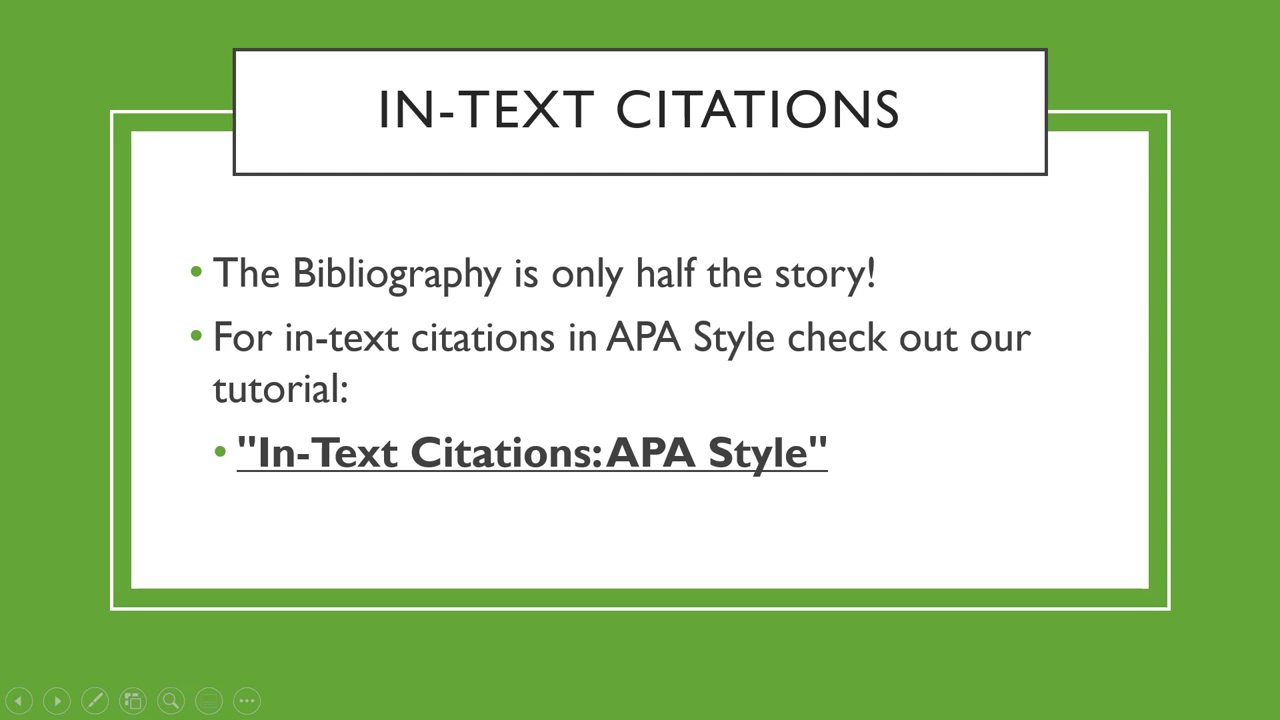 IN-TEXT CITATIONS
• The Bibliography is only half the story!
• For in-text citations in APA Style check out our
tutorial:
• "In-Text Citations: APA Style"